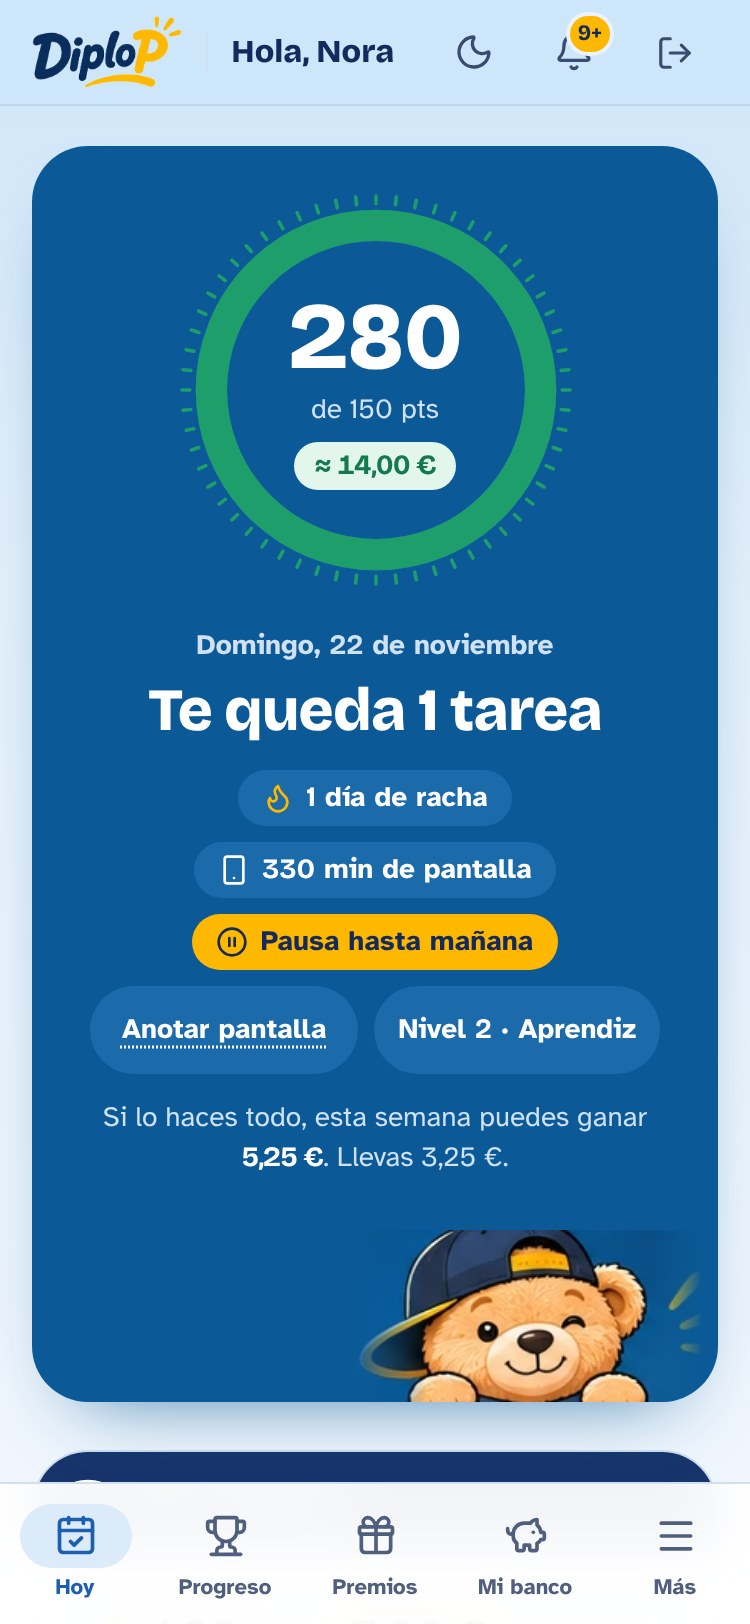 DiploP
Hola, Nora
9+
280
de 150 pts
≈ 14,00 €
Domingo, 22 de noviembre
Te queda 1 tarea
1 día de racha
330 min de pantalla
Pausa hasta mañana
Anotar pantalla
Nivel 2 · Aprendiz
Si lo haces todo, esta semana puedes ganar
5,25 €. Llevas 3,25 €.
Hoy
Progreso
Premios
Mi banco
Más